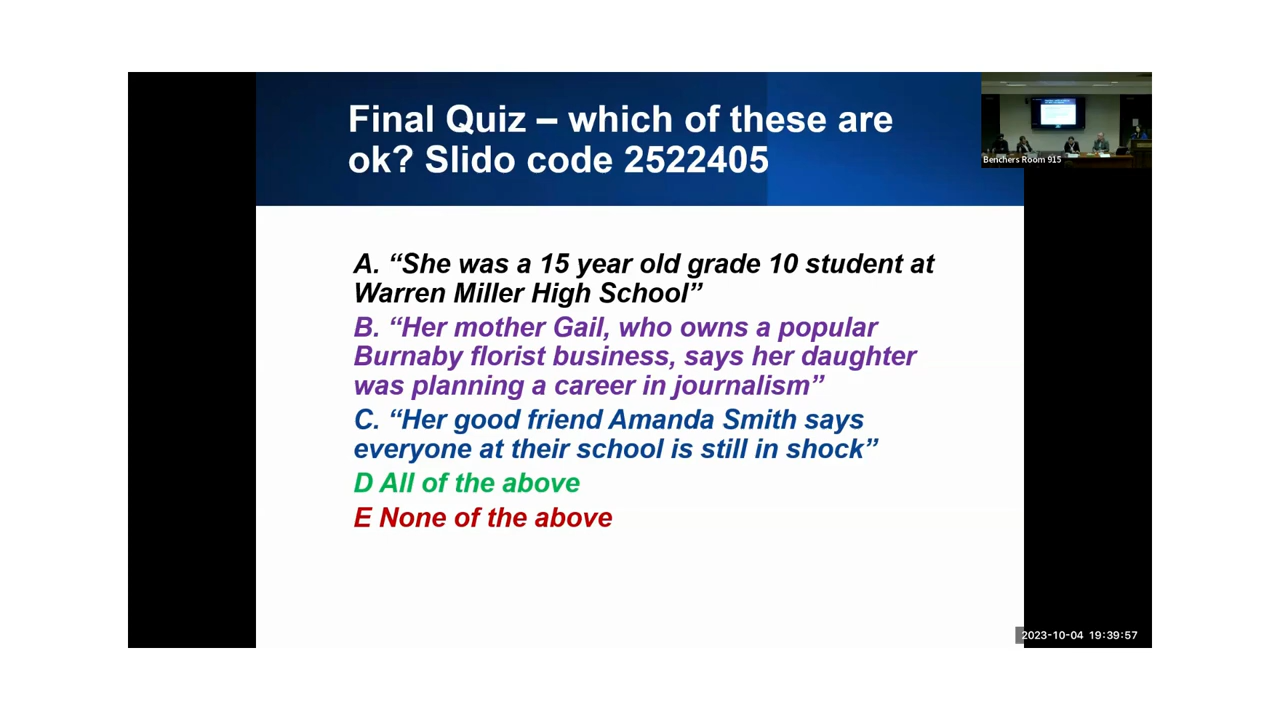 Final Quiz – which of these are
ok? Slido code 2522405
Benchers Room 915
A. “She was a 15 year old grade 10 student at
Warren Miller High School”
B. “Her mother Gail, who owns a popular
Burnaby florist business, says her daughter
was planning a career in journalism”
C. “Her good friend Amanda Smith says
everyone at their school is still in shock”
D All of the above
E None of the above
2023-10-04 19:39:57